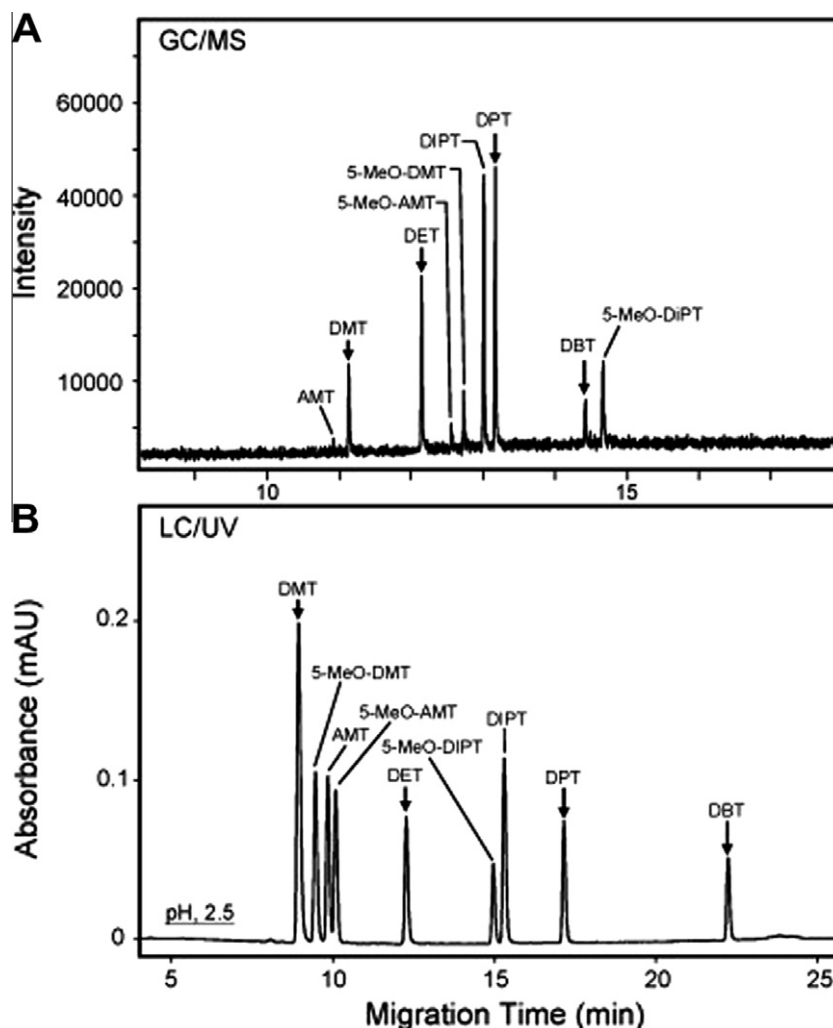 A
GC/MS
Intensity
60000
40000
20000
10000
DPT
DIPT
5-MeO-DMT
5-MeO-AMT
DET
DMT
AMT
DBT
5-MeO-DiPT
10
15
B
LC/UV
Absorbance (mAU)
0.2
0.1
0
DMT
5-MeO-DMT
5-MeO-AMT
AMT
5-MeO-DIPT
DIPT
DET
DPT
DBT
pH, 2.5
5
10
15
20
25
Migration Time (min)